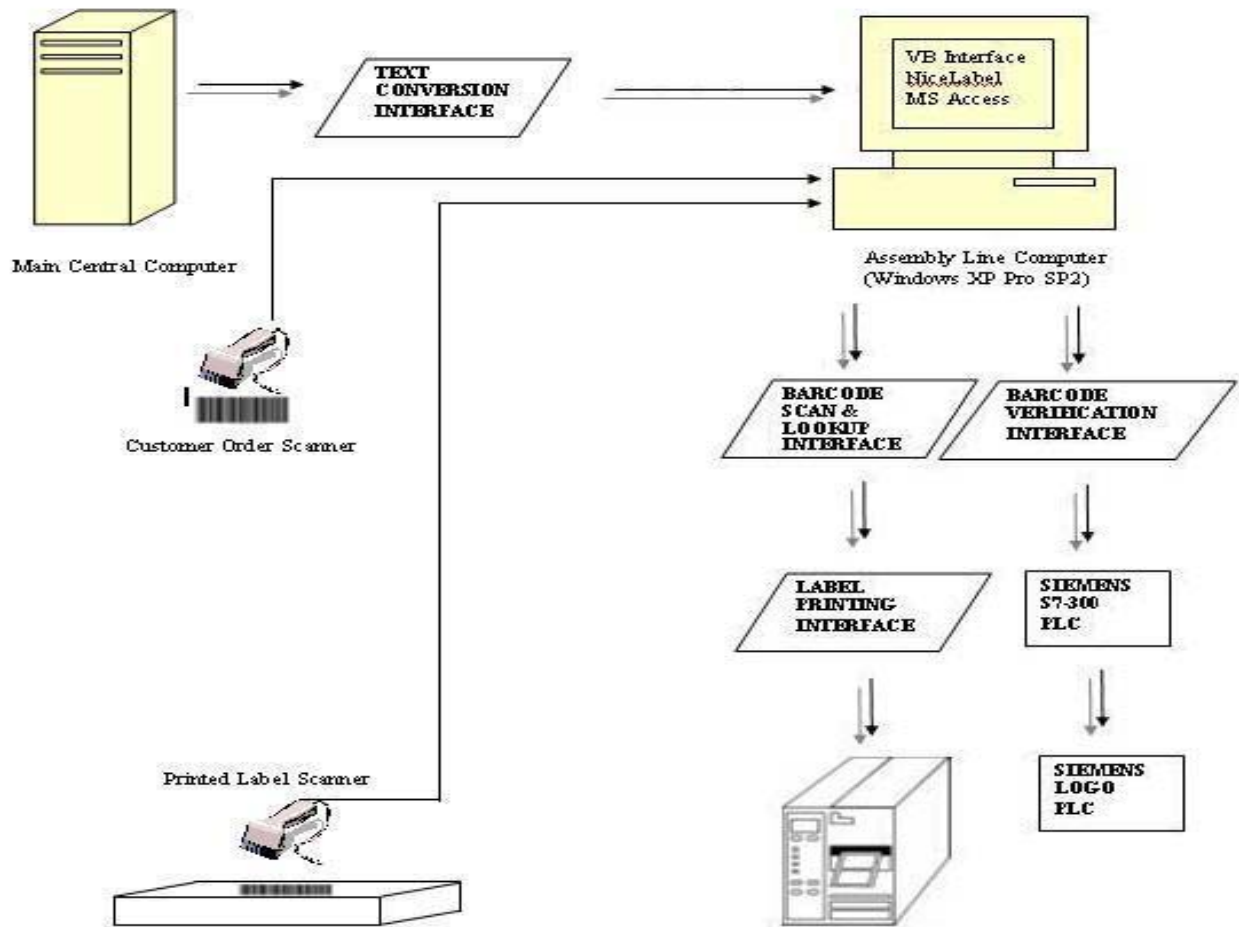 TEXT
CONVERSION
INTERFACE
VB Interface
NiceLabel
MS Access
Main Central Computer
Assembly Line Computer
(Windows XP Pro SP2)
Customer Order Scanner
BARCODE
SCAN &
LOOKUP
INTERFACE
BARCODE
VERIFICATION
INTERFACE
LABEL
PRINTING
INTERFACE
SIEMENS
S7-300
PLC
Printed Label Scanner
SIEMENS
LOGO
PLC